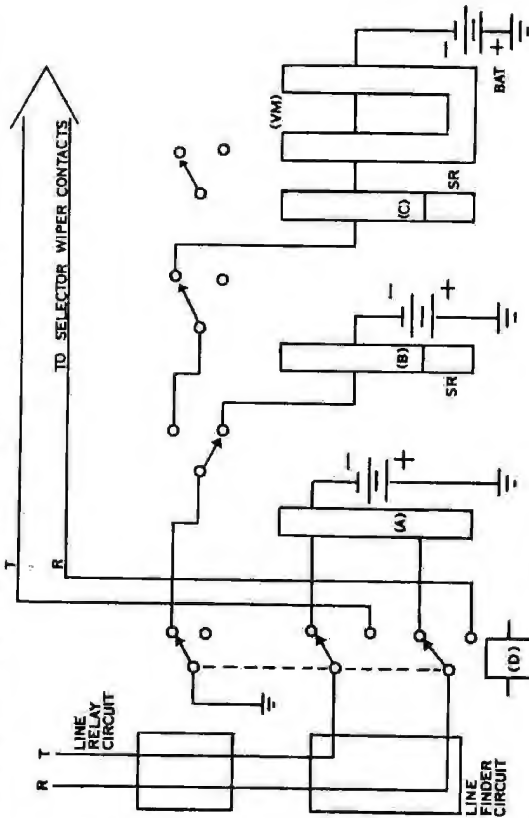 T
R
TO SELECTOR WIPER CONTACTS
T
R
LINE
RELAY
CIRCUIT
(VM)
-
+
BAT
(C)
SR
-
+
(B)
SR
-
+
(A)
(D)
LINE
FINDER
CIRCUIT